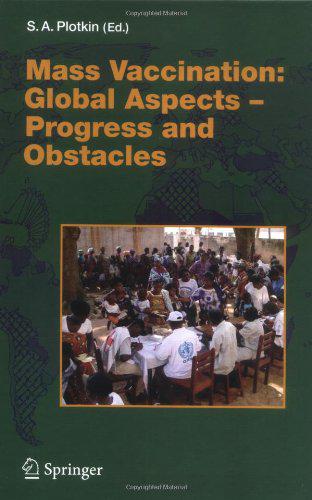 S. A. Plotkin (Ed.)
Mass Vaccination:
Global Aspects –
Progress and
Obstacles
Springer